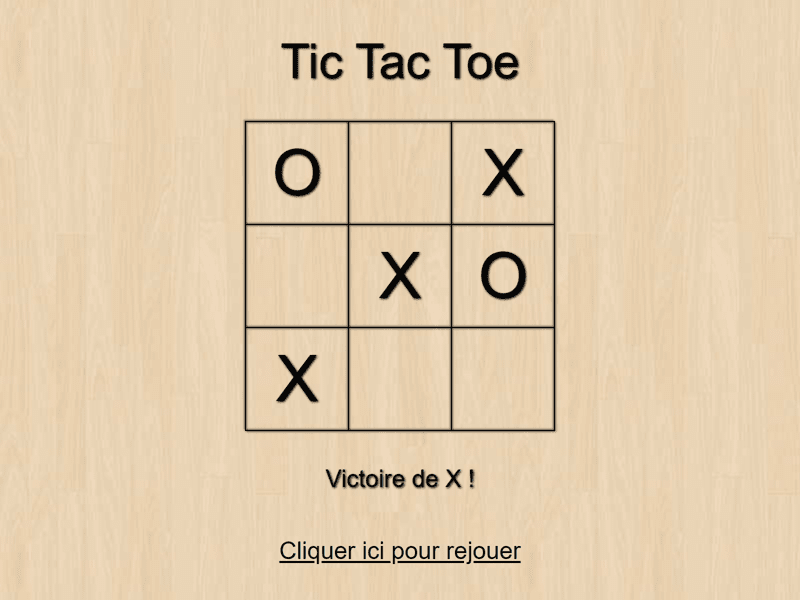 Tic Tac Toe
O X
X O
X
Victoire de X !
Cliquer ici pour rejouer